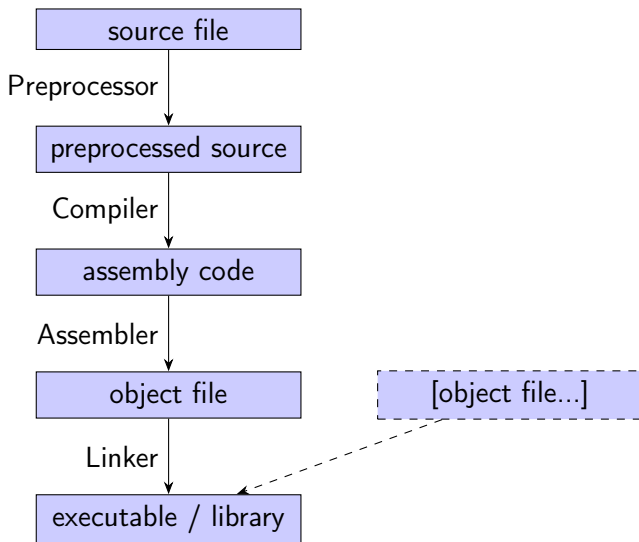 source file
Preprocessor
preprocessed source
Compiler
assembly code
Assembler
object file
[object file...]
Linker
executable / library